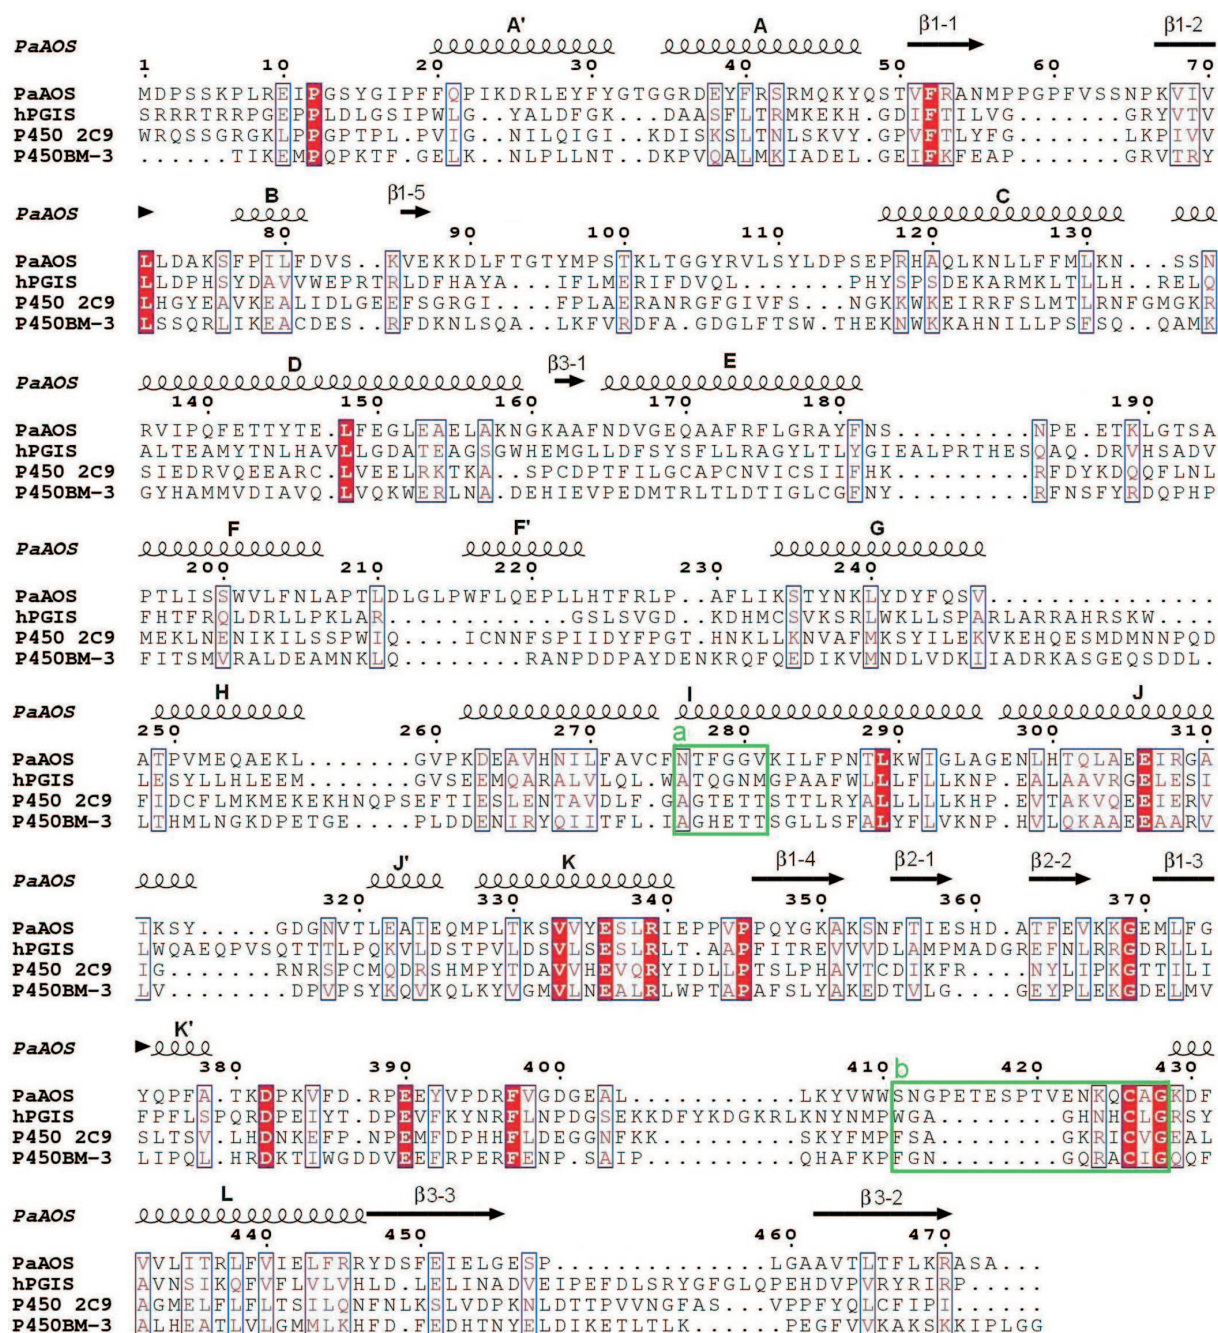 A' A β1-1 β1-2
PaAOS
1 10 20 30 40 50 60 70
PaAOS MDPSSKPLREIPGSYGIPFFQPIKDRLEYFYGTGGRDEYFRSRMQKYQSTVFRANMPPGPFVSSNPKVIV
hPGIS SRRRTRRPGEPPLDLGSIPWLG.YALDFGK..DAASFLTRMKEKH.GDIFTILVG......GRYVTV
P450 2C9 WRQSSGRGKLPPGPTPL.PVIG.NILQIGI..KDISKSLTNLSKVY.GPVFTLYFG......LKPIVV
P450BM-3 ......TIKEMPQPKTF.GELK..NLPLLNT..DKPVQALMKIADEL.GEIFKFEAP......GRVTRY
B β1-5 C
PaAOS
80 90 100 110 120 130
PaAOS LLDAKSFPILFDVS..KVEKKDLFTGTYMPSTKLTGGYRVLSYLDPSEPRHAQLKNLLFFMLKN...SSN
hPGIS LLDPHSYDAVVWEPRTRLDFHAYA...IFLMERIFDVQL.....PHYSPSDEKARMKLTLLH..RELQ
P450 2C9 LHGYEAVKEALIDLGEEFSGRGI....FPLAERANRGFGIVFS....NGKKWKEIRRFSLMTLRNFGMGKR
P450BM-3 LSSQRLIKEACDES..RFDKNLSQA..LKFVRDFA.GDGLFTSW.THEKNWKKAHNILLPSFSQ..QAMK
D β3-1 E
PaAOS
140 150 160 170 180 190
PaAOS RVIPQFETTYTE.LFEGLEAELAKNGKAAFNDVGEQAAFRFLGRAYFNS.........NPE.ETKLGTSA
hPGIS ALTEAMYTNLHAVLLGDATEAGSGWHEMGLLDFSYSFLLRAGYLTLYGIEALPRTHESQAQ.DRVHSADV
P450 2C9 SIEDRVQEEARC.LVEELRKTKA..SPCDPTFILGCAPCNVICSIIFHK.........RFDYKDQQFLNL
P450BM-3 GYHAMMVDIAVQ.LVQKWERLNA.DEHIEVPEDMTRLTLDTIGLCGFNY.........RFNSFYRDQPHP
F F' G
PaAOS
200 210 220 230 240
PaAOS PTLISSWVLFNLAPTLDLGLPWFLQEPLLHTFRLP..AFLIKSTYNKLYDYFQSV...............
hPGIS FHTFRQLDRLLPKLAR............GSLSVGD..KDHMCSVKSRLWKLLSPARLARRAHRSKW....
P450 2C9 MEKLNENIKILSSPWIQ....ICNNFSPIIDYFPGT.HNKLLKNVAFMKSYILEKVKEHQESMDMNNPQD
P450BM-3 FITSMVRALDEAMNKLQ.........RANPDDPAYDENKRQFQEDIKVMNDLVDKIIADRKASGEQSDDL.
H I J
PaAOS
250 260 270 280 290 300 310
a
PaAOS ATPVMEQAEKL.......GVPKDEAVHNILFAVCFNTFGGVKILFPNTLKWIGLAGENLHTQLAEEIRGA
hPGIS LESYLLHLEEM.......GVSEEMQARALVLQLW.ATQGNMGPAAFWLLLFLLKNPEALAAVRGELESI
P450 2C9 FIDCFLMKMEKEKHNQPSEFTIESLENTAVDLF.GAGTETTSTTLRYALLLLLKHP.EVTAKVQEEIERV
P450BM-3 LTHMLNGKDPETGE.....PLDDENIRYQIITFL.IAGHETTSGLLSFALYFLVKNP.HVLQKAAEEAARV
J' K β1-4 β2-1 β2-2 β1-3
PaAOS
320 330 340 350 360 370
PaAOS IKSY.......GDGNVTLEAIEQMPLTKSVVYESLRIEPPVPPQYGKAKSNFTIESHD.ATFEVKKGEMLFG
hPGIS LWQAEQPVSQTTTLPQKVLDSTPVLDSVLSESLRLT.AAPFITREVVVDLAMPMADGREFNLRRGDRLLL
P450 2C9 IG.......RNRSPCMQDRSHMPYTDAVVHEVQRYIDLLPTSLPHAVTCDIKFR....NYLIPKGTTILI
P450BM-3 LV.......DPVPSYKQVKQLKYVGMVLNEALRLWPTAPAFSLYAKEDTVLG....GEYPLEKGDELMV
K'
PaAOS
380 390 400 410 420 430
b
PaAOS YQPFA.TKDPKVFD.RPEEYVPDRFVGDGEAL...........LKYVWWSNGPETESPTVENKQCAGKDF
hPGIS FPFLSPQRDPEIYT.DPEVFKYNRFLNPDGSEKKDFYKDGKRLKNYNMPWGA........GHNHCLGRSY
P450 2C9 SLTSV.LHDNKEFP.NPEMFDPHHFLDEGGNFKK.........SKYFMPFSA........GKRICVGEAL
P450BM-3 LIPQL.HRDKTIWGDDVEEFRPERFENP.SAIP..........QHAFKPFGN........GQRACIGQQF
L β3-3 β3-2
PaAOS
440 450 460 470
PaAOS VVLITRLFVIELFRRYDSFEIELGESP..............LGAAVTLTFLKRASA...
hPGIS AVNSIKQFVFLVLVHLD.LELINADVEIPEFDLSRYGFGLQPEHDVPVRYRIRP.....
P450 2C9 AGMELFLFLTSILQNFNLKSLVDPKNLDTTPVVNGFAS...VPPFYQLCFIPI......
P450BM-3 ALHEATLVLGMMLKHFD.FEDHTNYELDIKETLTLK......PEGFVVKAKSKKIPLGG